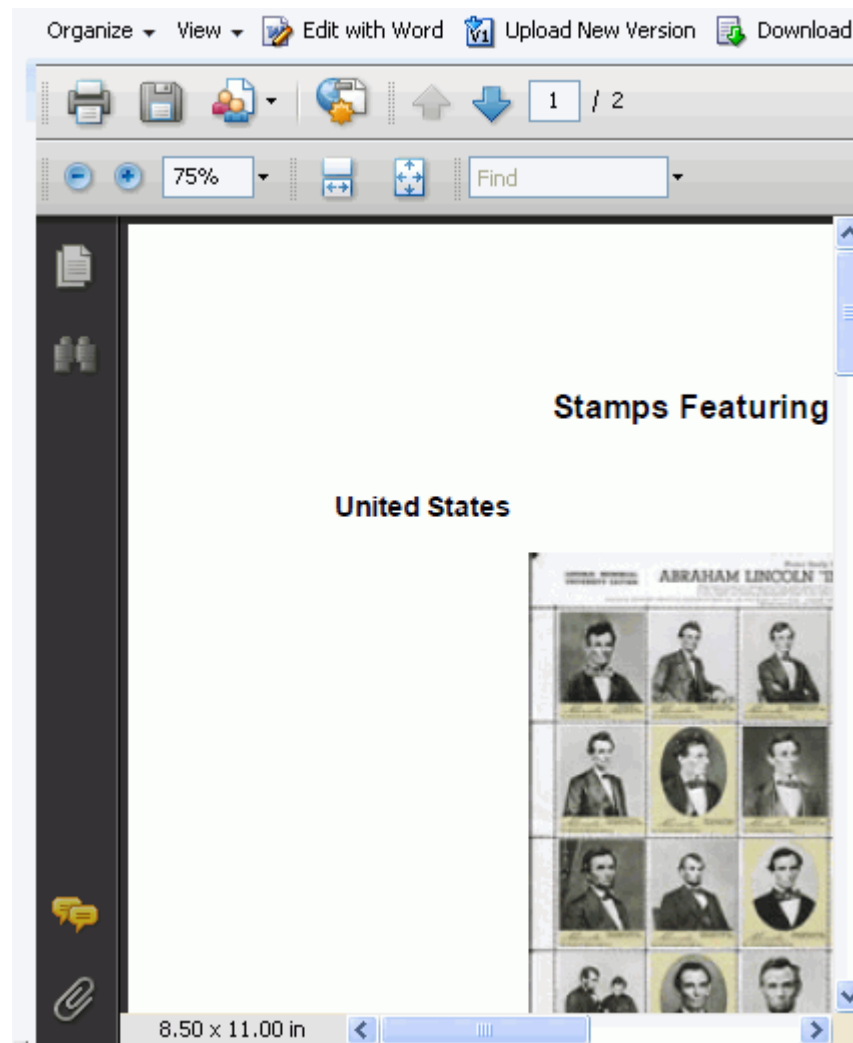 Organize View Edit with Word V1 Upload New Version Download
1 / 2
75% Find
Stamps Featuring
United States
ABRAHAM LINCOLN
8.50 x 11.00 in